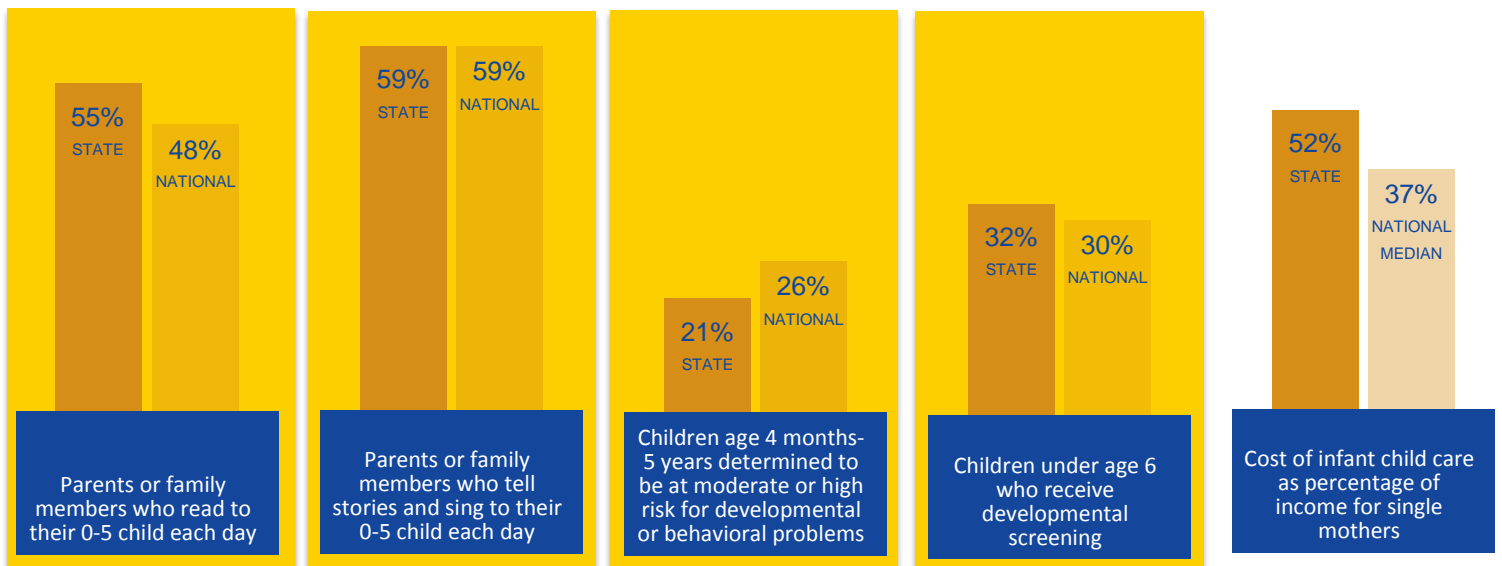 55%
STATE
48%
NATIONAL
Parents or family
members who read to
their 0-5 child each day
59%
STATE
59%
NATIONAL
Parents or family
members who tell
stories and sing to their
0-5 child each day
21%
STATE
26%
NATIONAL
Children age 4 months-
5 years determined to
be at moderate or high
risk for developmental
or behavioral problems
32%
STATE
30%
NATIONAL
Children under age 6
who receive
developmental
screening
52%
STATE
37%
NATIONAL
MEDIAN
Cost of infant child care
as percentage of
income for single
mothers